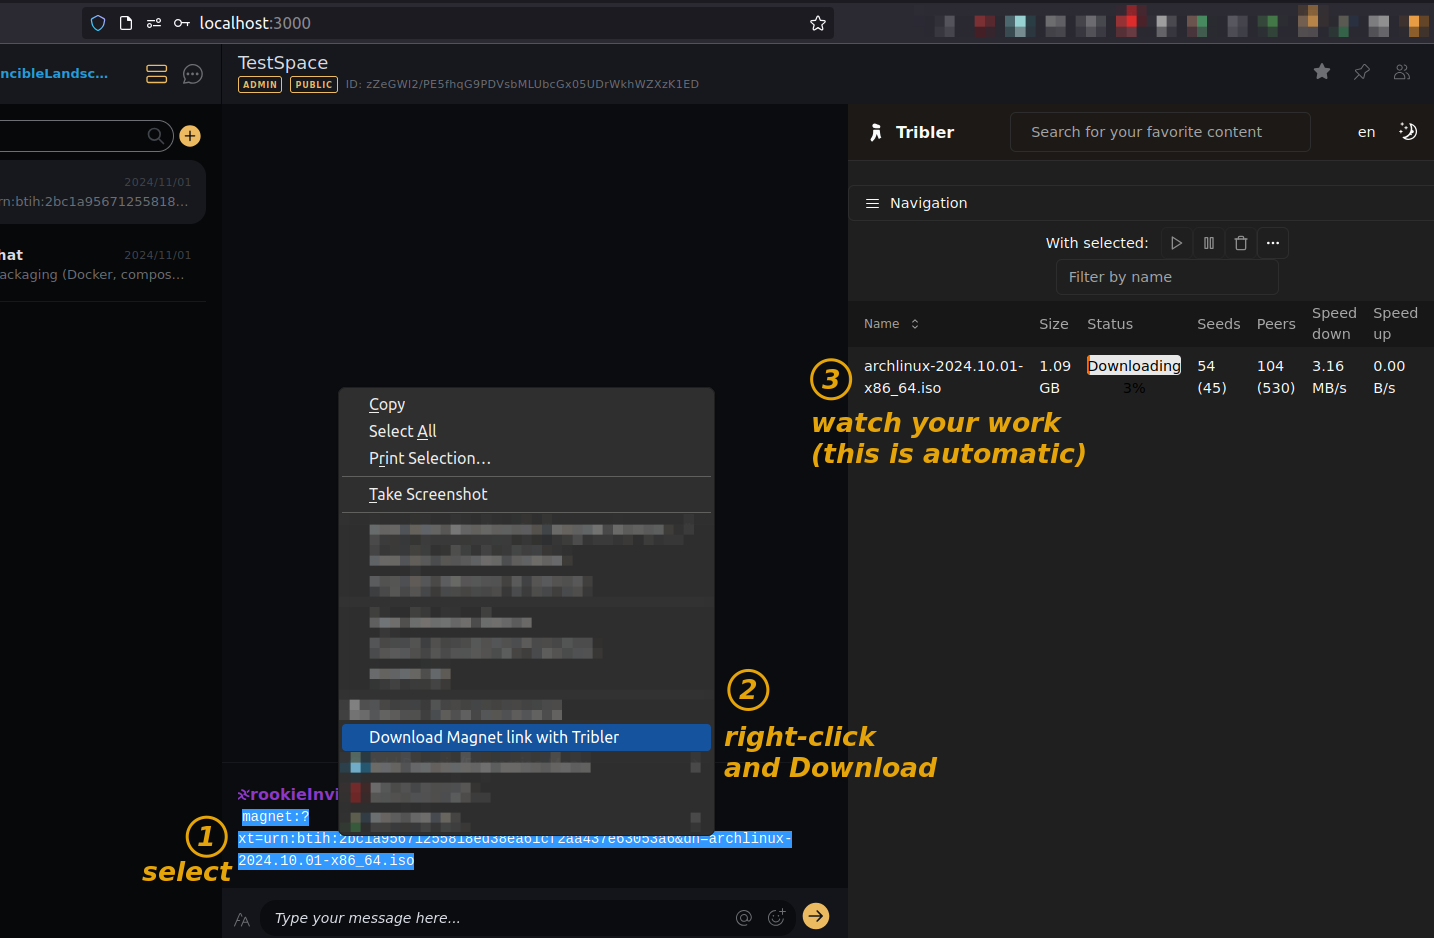 localhost:3000
ncibleLandsc...
TestSpace
ADMIN PUBLIC ID: zZeGWI2/PE5fhqG9PDVsbMLUbcGx05UDrWkhWZXzK1ED
2024/11/01
rn:btih:2bc1a95671255818...
hat 2024/11/01
ackaging (Docker, compos...
Tribler Search for your favorite content en
Navigation
With selected:
Filter by name
Name Size Status Seeds Peers Speed down Speed up
archlinux-2024.10.01- 1.09 Downloading 54 104 3.16 0.00
x86_64.iso GB 3% (45) (530) MB/s B/s
3
watch your work
(this is automatic)
Copy
Select All
Print Selection...
Take Screenshot
Download Magnet link with Tribler
2
right-click
and Download
rookieInvi
magnet:?
xt=urn:btih:2bc1a95671255818ed38ea61cf2aa437e63053a6&dn=archlinux-
2024.10.01-x86_64.iso
1
select
Type your message here...